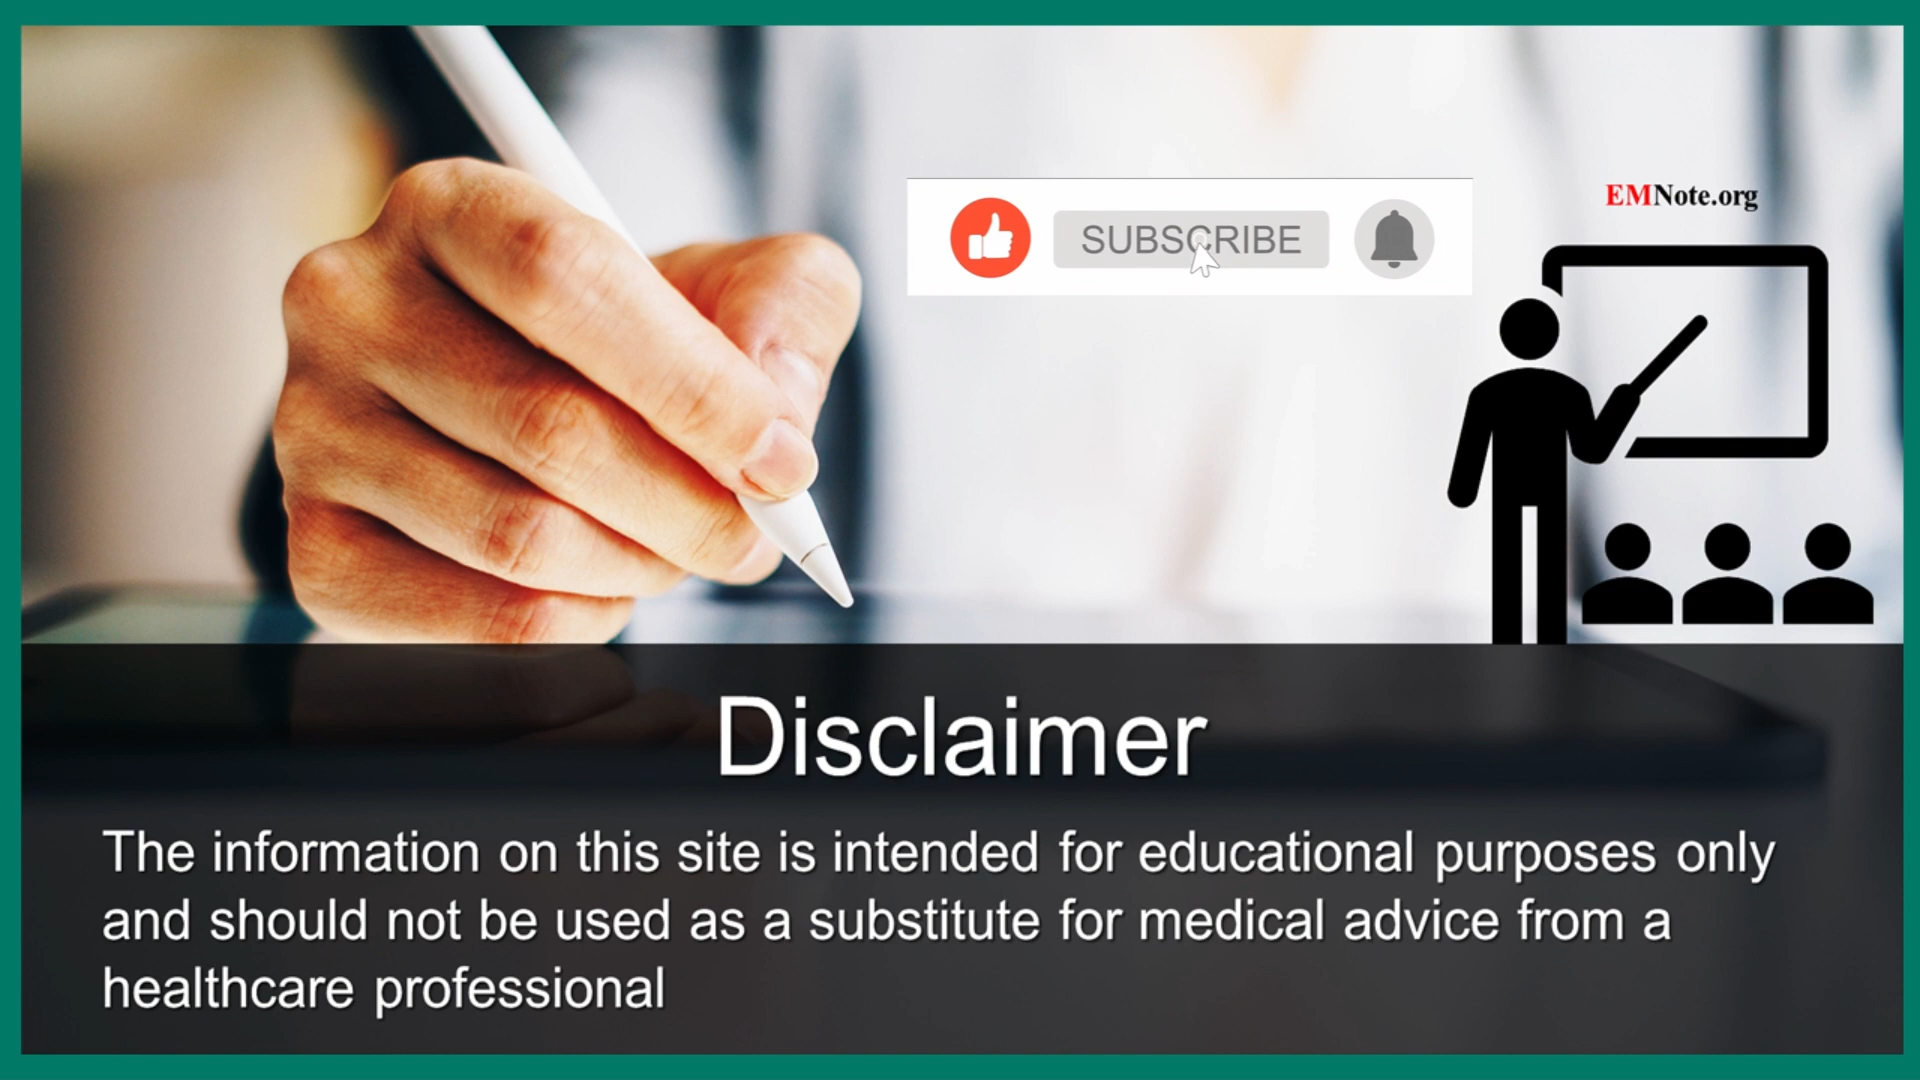 EMNote.org
SUBSCRIBE
Disclaimer
The information on this site is intended for educational purposes only
and should not be used as a substitute for medical advice from a
healthcare professional